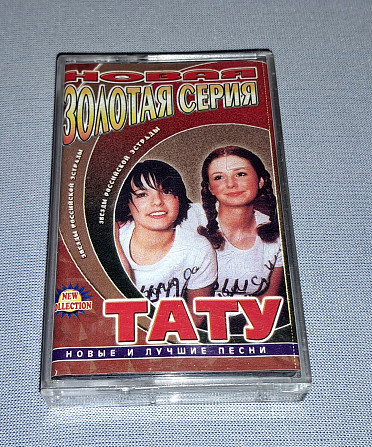 НОВАЯ
ЗОЛОТАЯ СЕРИЯ
ЗВЕЗДЫ РОССИЙСКОЙ ЭСТРАДЫ
ЗВЕЗДЫ РОССИЙСКОЙ ЭСТРАДЫ
NEW
COLLECTION
ТАТУ
НОВЫЕ И ЛУЧШИЕ ПЕСНИ